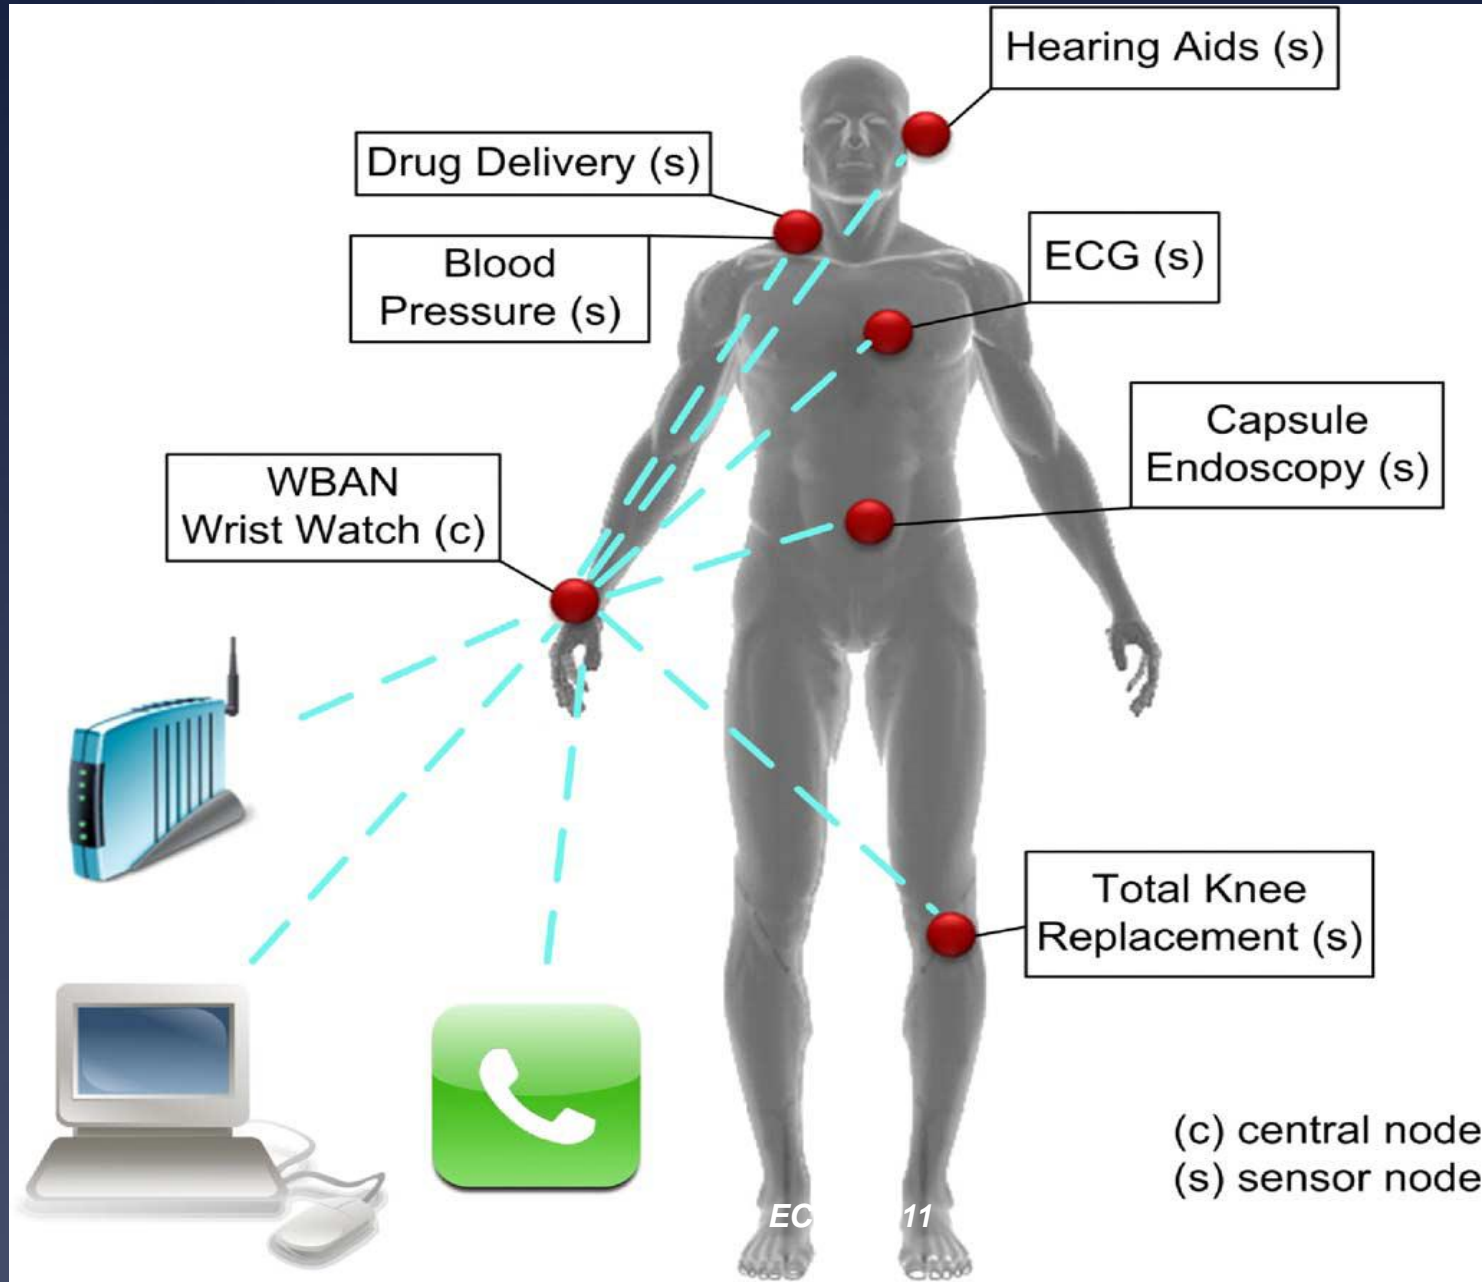 Hearing Aids (s)
Drug Delivery (s)
Blood
Pressure (s)
ECG (s)
Capsule
Endoscopy (s)
WBAN
Wrist Watch (c)
Total Knee
Replacement (s)
(c) central node
(s) sensor node
11